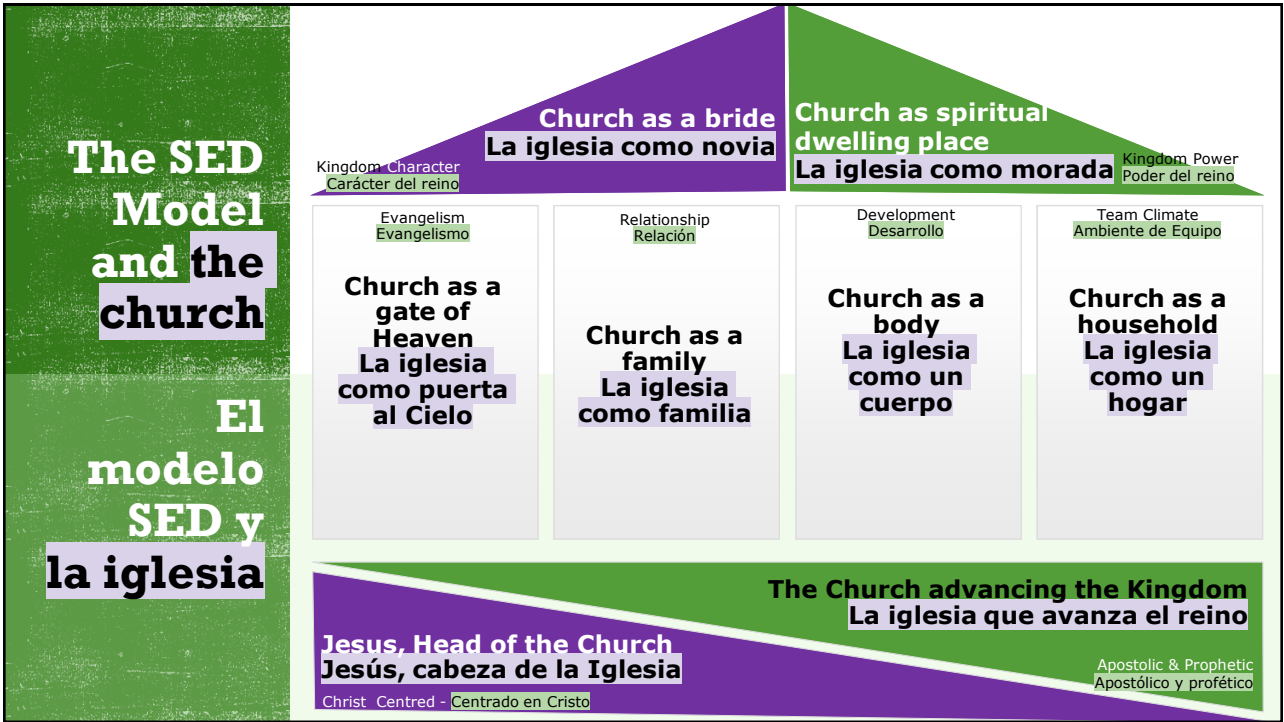 The SED
Model
and the
church
El
modelo
SED y
la iglesia
Church as a bride
La iglesia como novia
Kingdom Character
Carácter del reino
Church as spiritual
dwelling place
La iglesia como morada
Kingdom Power
Poder del reino
Evangelism
Evangelismo
Church as a
gate of
Heaven
La iglesia
como puerta
al Cielo
Relationship
Relación
Church as a
family
La iglesia
como familia
Development
Desarrollo
Church as a
body
La iglesia
como un
cuerpo
Team Climate
Ambiente de Equipo
Church as a
household
La iglesia
como un
hogar
The Church advancing the Kingdom
La iglesia que avanza el reino
Jesus, Head of the Church
Jesús, cabeza de la Iglesia
Christ Centred - Centrado en Cristo
Apostolic & Prophetic
Apostólico y profético